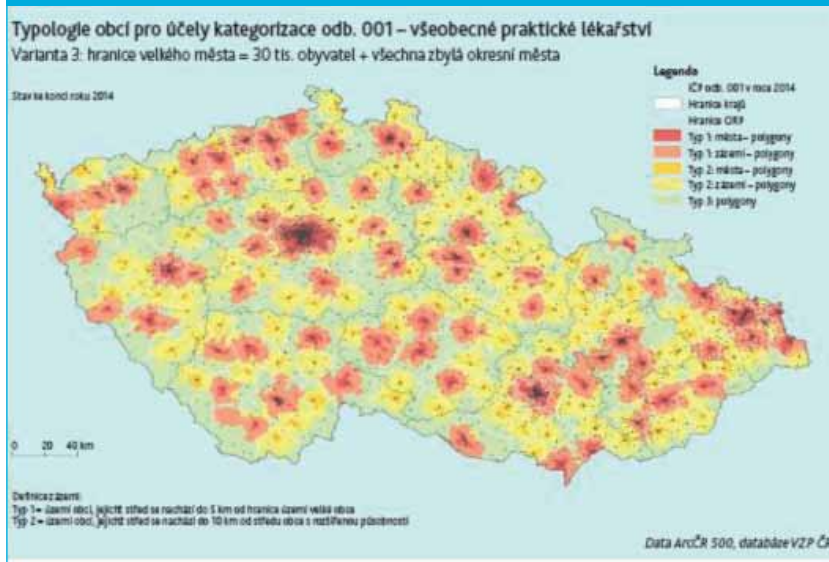 Typologie obcí pro účely kategorizace odb. 001 – všeobecné praktické lékařství
Varianta 3: hranice velkého města = 30 tis. obyvatel + všechna zbylá okresní města
Stav ke konci roku 2014
Legenda
IČP odb. 001 v roce 2014
Hranice krajů
Hranice ORP
Typ 1: města – polygony
Typ 1: zázemí – polygony
Typ 2: města – polygony
Typ 2: zázemí – polygony
Typ 3: polygony
0 20 40 km
Definice zázemí:
Typ 1 = území obcí, jejichž střed se nachází do 5 km od hranice území velké obce
Typ 2 = území obcí, jejichž střed se nachází do 10 km od středu obce s rozšířenou působností
Data ArcČR 500, databáze VZP ČR